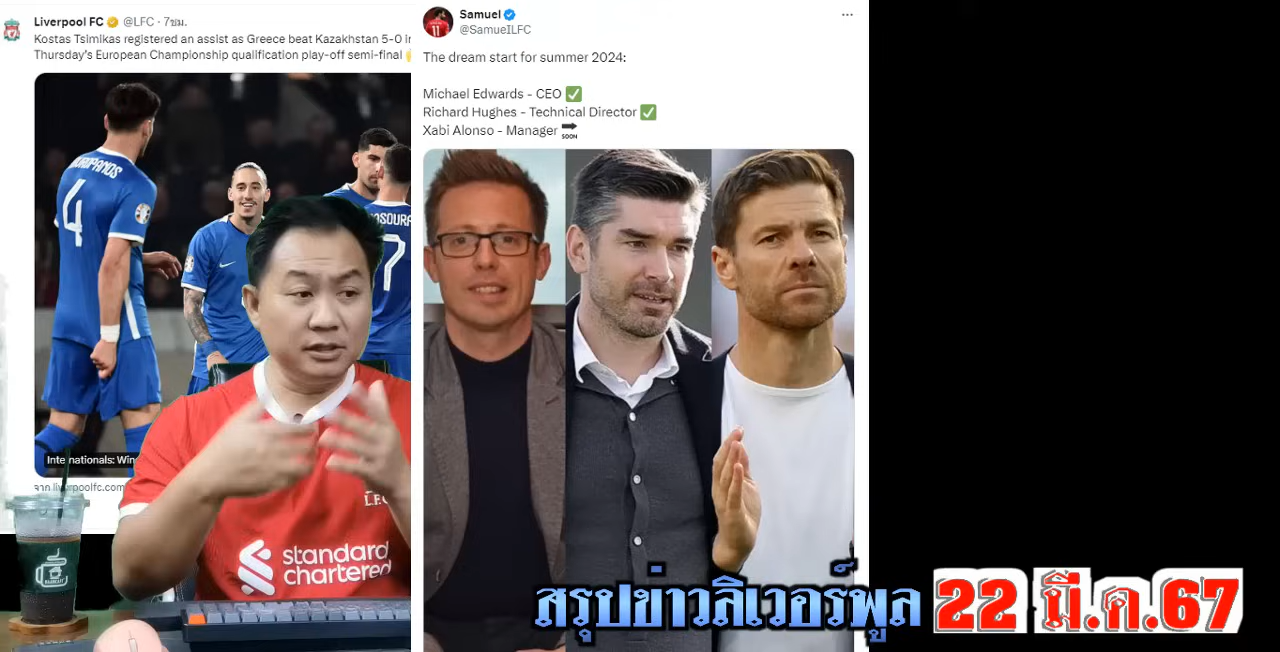 Liverpool FC @LFC · 7ชม.
Kostas Tsimikas registered an assist as Greece beat Kazakhstan 5-0 in
Thursday's European Championship qualification play-off semi-final
4
7
Internationals: Win
จาก liverpoolfc.com
L.F.C
standard
chartered
Samuel
@SamuelLFC
The dream start for summer 2024:
Michael Edwards - CEO ✅
Richard Hughes - Technical Director ✅
Xabi Alonso - Manager 🔜
สรุปข่าวลิเวอร์พูล 22 มี.ค.67